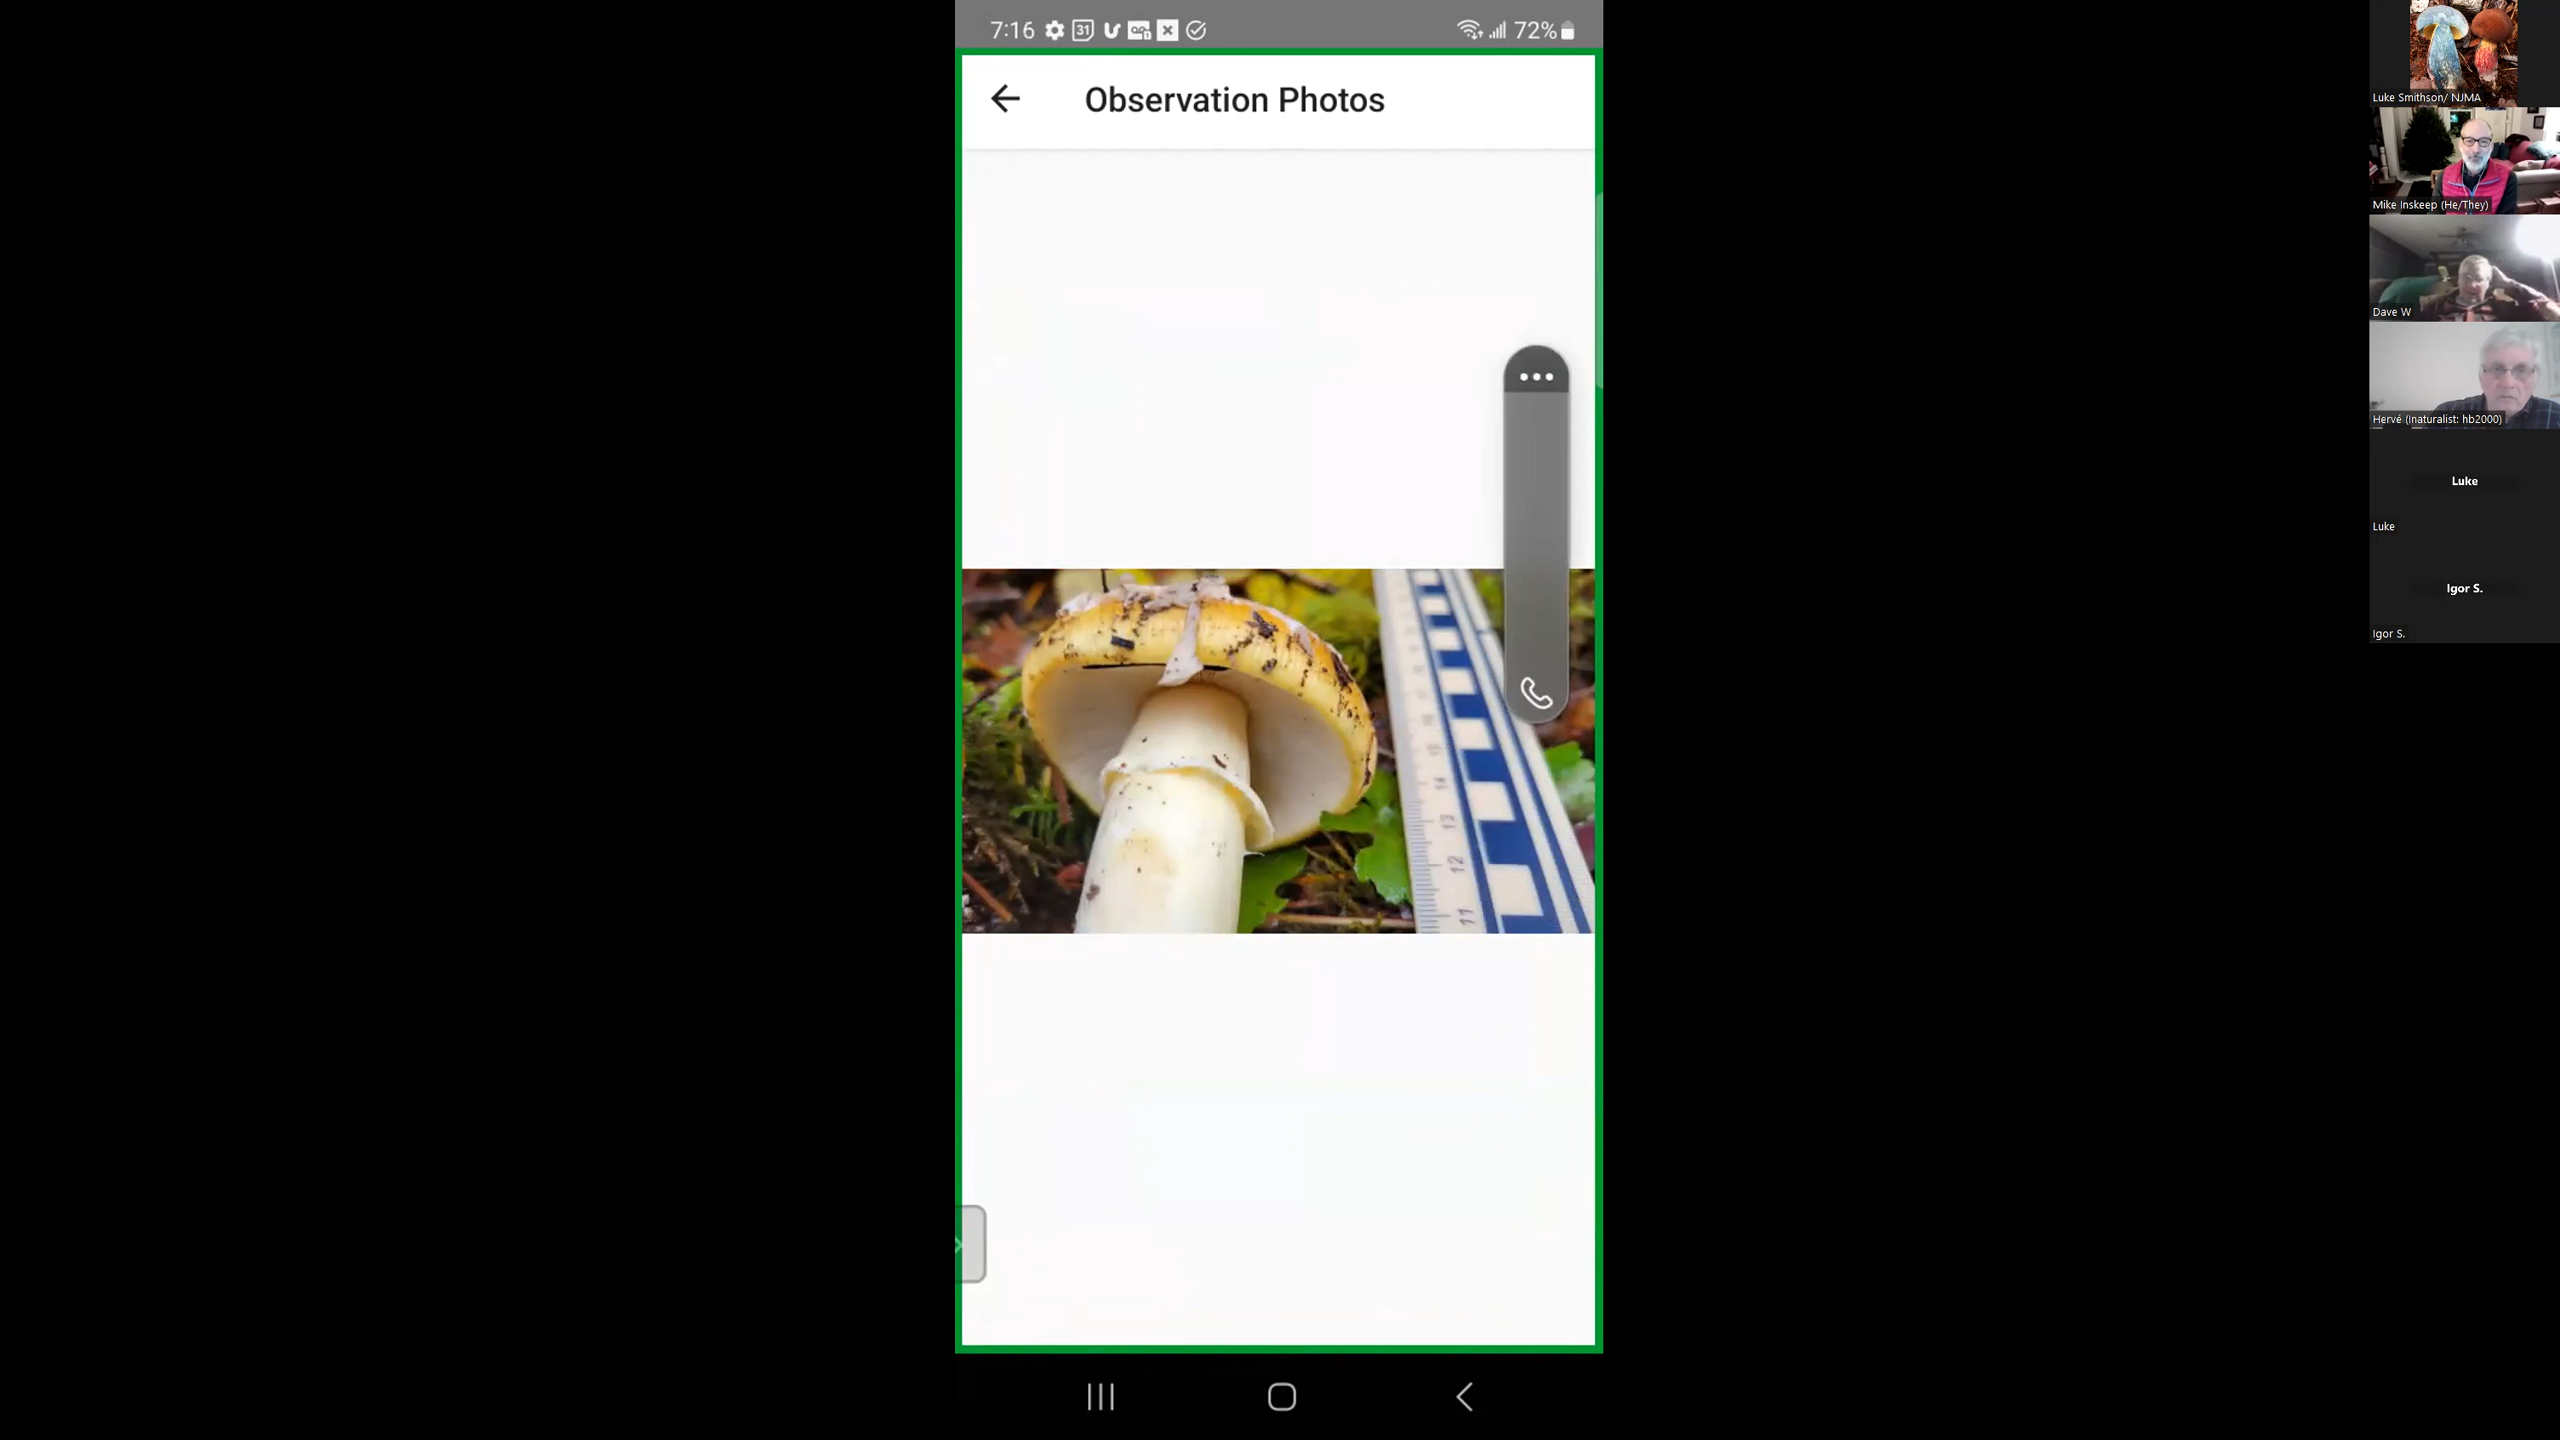 7:16 31 72%
Observation Photos
14
13
12
11
Luke Smithson/ NJMA
Mike Inskeep (He/They)
Dave W
Hervé (Inaturalist: hb2000)
Luke
Luke
Igor S.
Igor S.